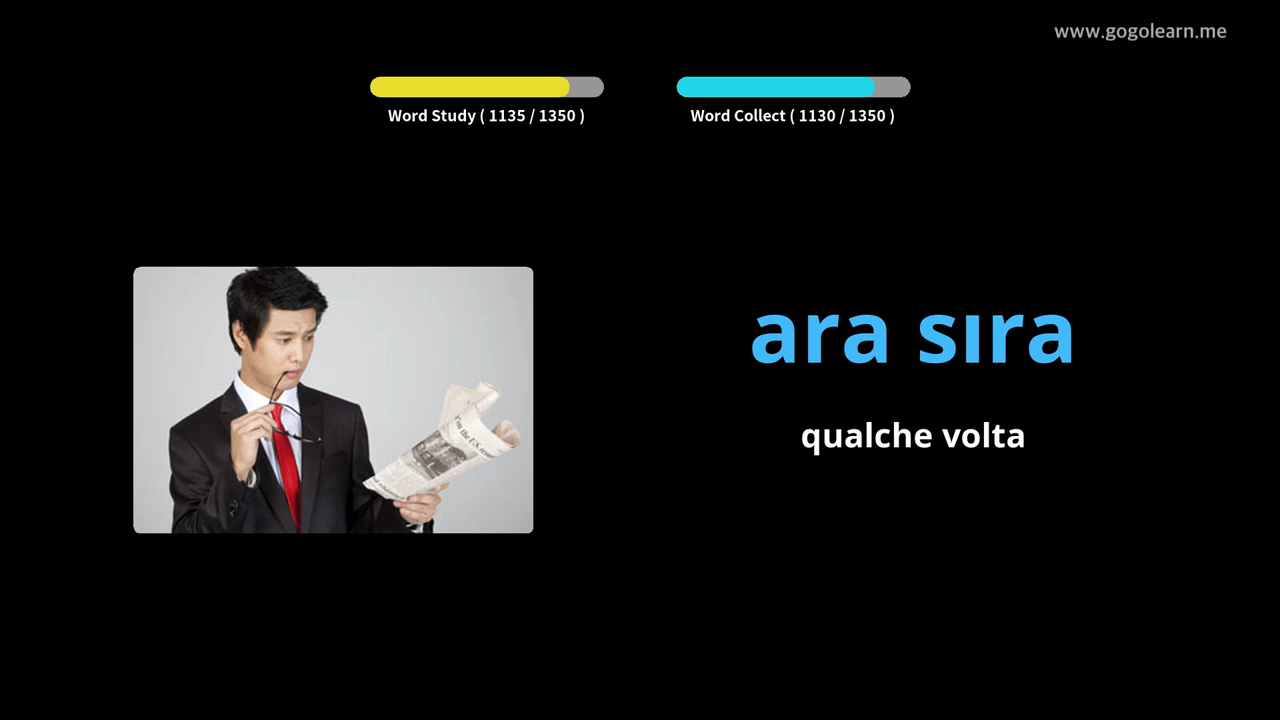 www.gogolearn.me
Word Study ( 1135 / 1350 )
Word Collect ( 1130 / 1350 )
ara sıra
qualche volta